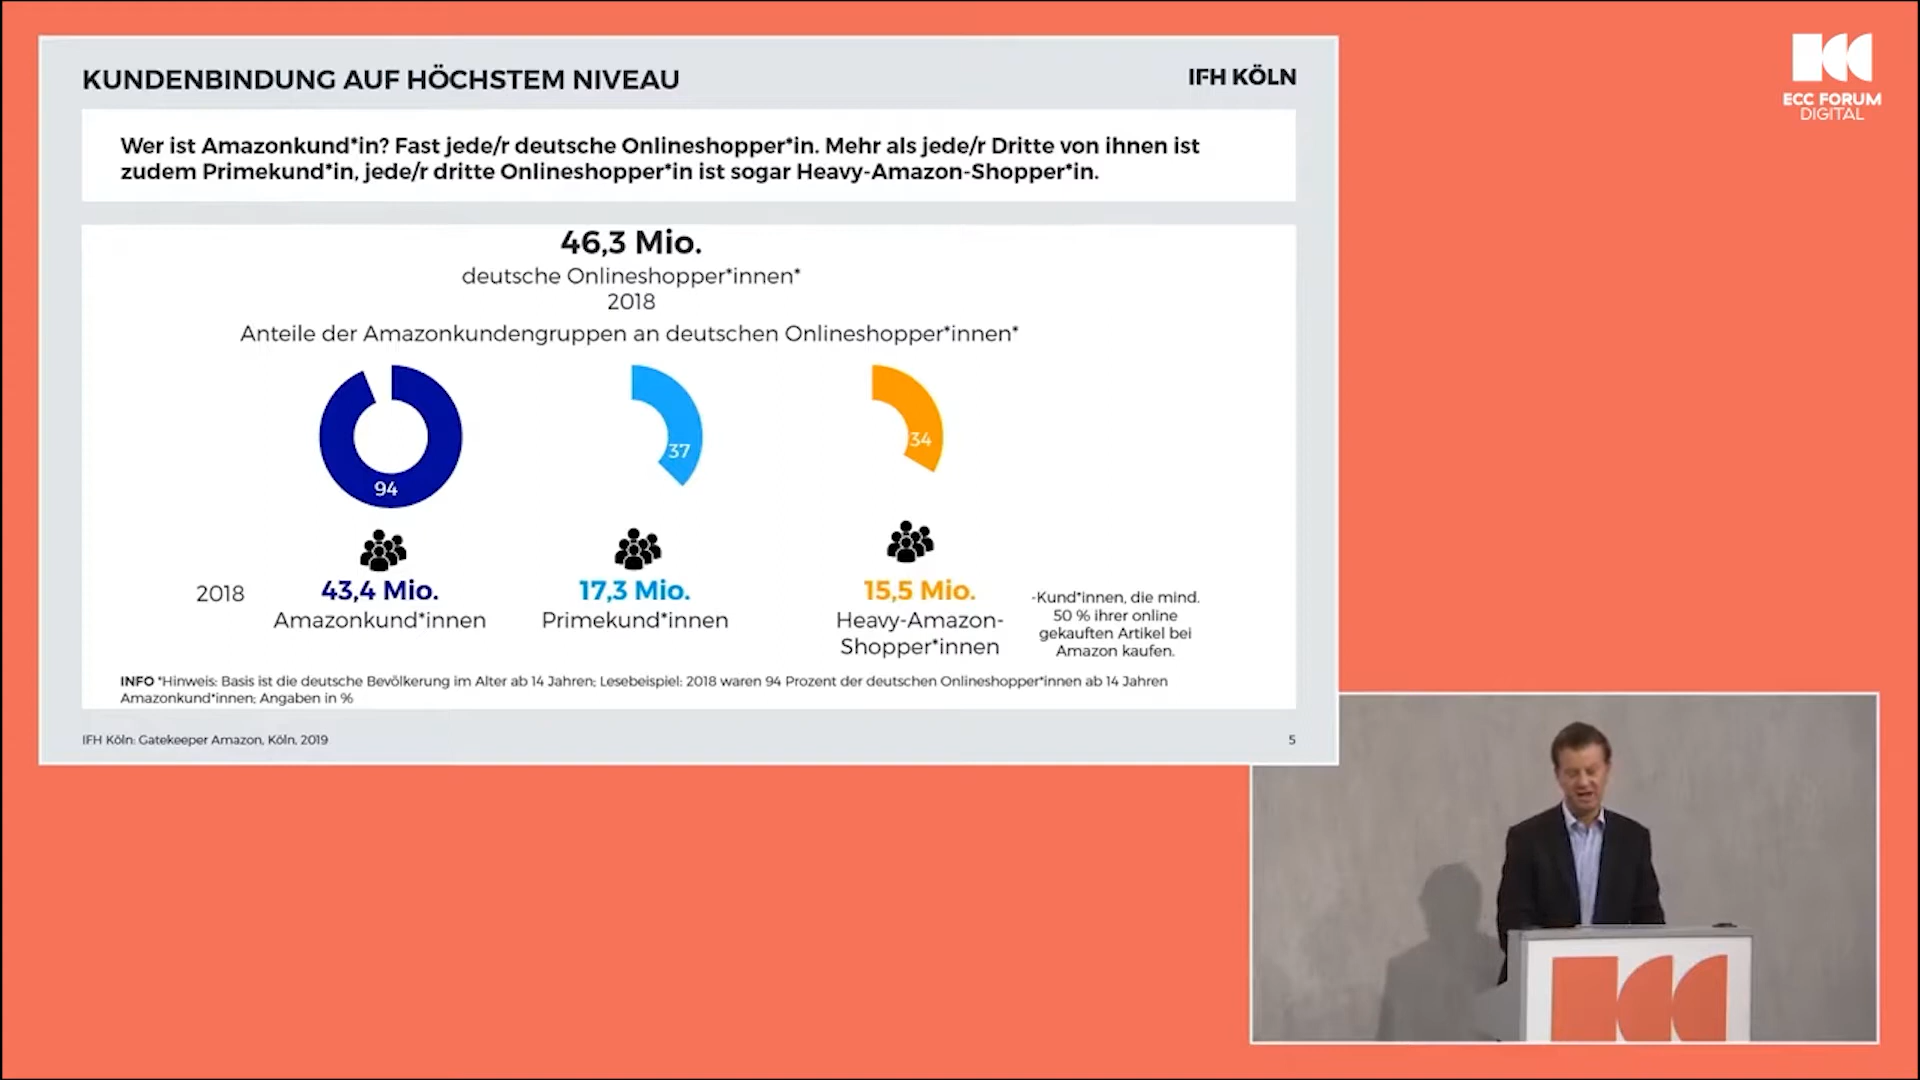 KUNDENBINDUNG AUF HÖCHSTEM NIVEAU
IFH KÖLN
ECC FORUM
DIGITAL
Wer ist Amazonkund*in? Fast jede/r deutsche Onlineshopper*in. Mehr als jede/r Dritte von ihnen ist
zudem Primekund*in, jede/r dritte Onlineshopper*in ist sogar Heavy-Amazon-Shopper*in.
46,3 Mio.
deutsche Onlineshopper*innen*
2018
Anteile der Amazonkundengruppen an deutschen Onlineshopper*innen*
94
37
34
2018
43,4 Mio.
Amazonkund*innen
17,3 Mio.
Primekund*innen
15,5 Mio.
Heavy-Amazon-
Shopper*innen
-Kund*innen, die mind.
50 % ihrer online
gekauften Artikel bei
Amazon kaufen.
INFO *Hinweis: Basis ist die deutsche Bevölkerung im Alter ab 14 Jahren; Lesebeispiel: 2018 waren 94 Prozent der deutschen Onlineshopper*innen ab 14 Jahren
Amazonkund*innen; Angaben in %
IFH Köln: Gatekeeper Amazon, Köln, 2019
5